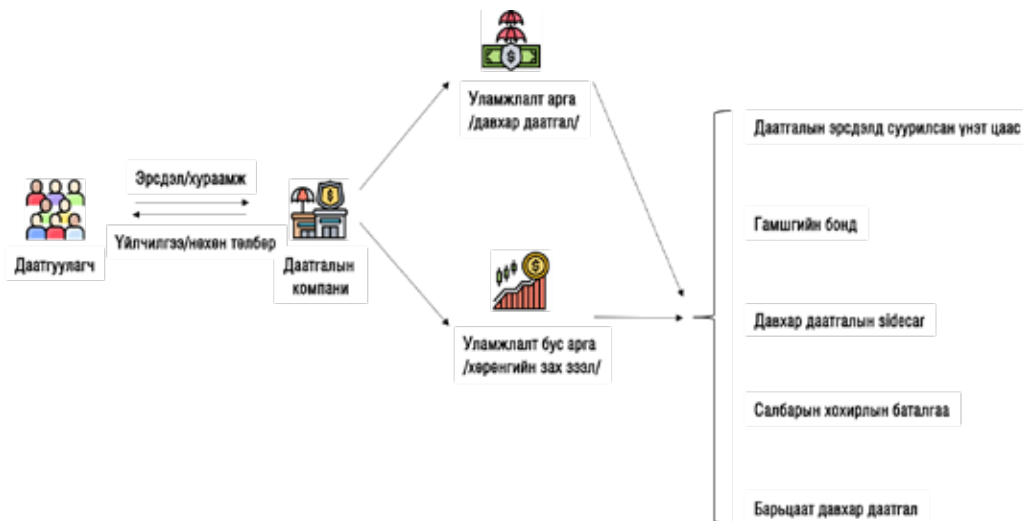 Уламжлалт арга
/давхар даатгал/
Даатгалын эрсдэлд суурилсан үнэт цаас
Эрсдэл/хураамж
Үйлчилгээ/нөхөн төлбөр
Даатгуулагч
Даатгалын
компани
Гамшгийн бонд
Уламжлалт бус арга
/хөрөнгийн зах зээл/
Давхар даатгалын sidecar
Салбарын хохирлын баталгаа
Барьцаат давхар даатгал